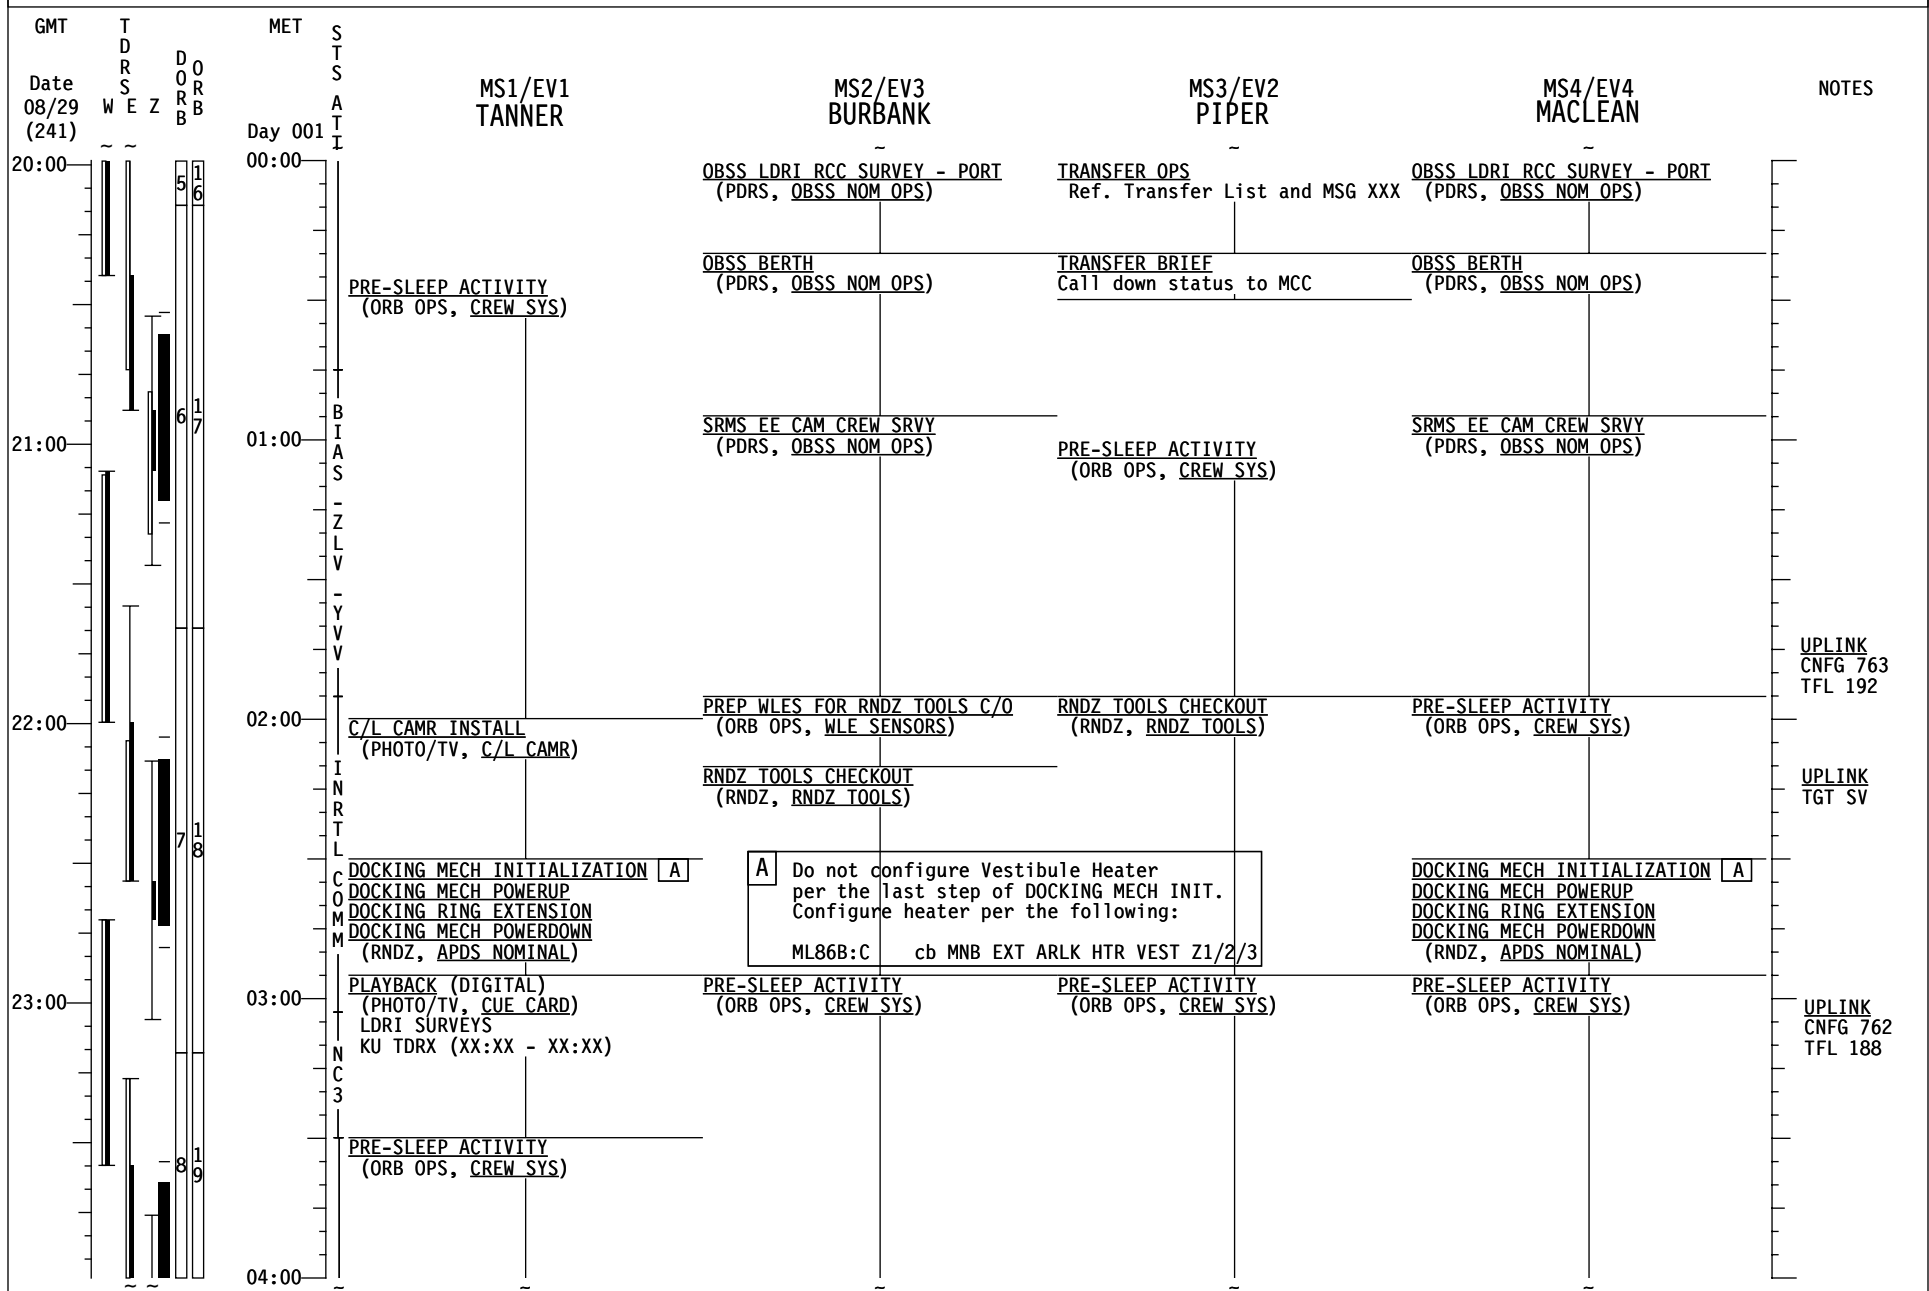 GMT
TDRS
DORB
ORB
MET
STS ATT
Date
08/29
(241)
W E Z
Day 001
MS1/EV1
TANNER
MS2/EV3
BURBANK
MS3/EV2
PIPER
MS4/EV4
MACLEAN
NOTES
~ ~ ~ ~ ~
20:00
00:00
5
16
OBSS LDRI RCC SURVEY - PORT
(PDRS, OBSS NOM OPS)
TRANSFER OPS
Ref. Transfer List and MSG XXX
OBSS LDRI RCC SURVEY - PORT
(PDRS, OBSS NOM OPS)
PRE-SLEEP ACTIVITY
(ORB OPS, CREW SYS)
OBSS BERTH
(PDRS, OBSS NOM OPS)
TRANSFER BRIEF
Call down status to MCC
OBSS BERTH
(PDRS, OBSS NOM OPS)
6
17
BIAS -ZLV -YVV
21:00
01:00
SRMS EE CAM CREW SRVY
(PDRS, OBSS NOM OPS)
PRE-SLEEP ACTIVITY
(ORB OPS, CREW SYS)
SRMS EE CAM CREW SRVY
(PDRS, OBSS NOM OPS)
UPLINK
CNFG 763
TFL 192
22:00
02:00
C/L CAMR INSTALL
(PHOTO/TV, C/L CAMR)
PREP WLES FOR RNDZ TOOLS C/O
(ORB OPS, WLE SENSORS)
RNDZ TOOLS CHECKOUT
(RNDZ, RNDZ TOOLS)
PRE-SLEEP ACTIVITY
(ORB OPS, CREW SYS)
RNDZ TOOLS CHECKOUT
(RNDZ, RNDZ TOOLS)
UPLINK
TGT SV
7
18
INRTL COMM
DOCKING MECH INITIALIZATION A
DOCKING MECH POWERUP
DOCKING RING EXTENSION
DOCKING MECH POWERDOWN
(RNDZ, APDS NOMINAL)
A Do not configure Vestibule Heater
per the last step of DOCKING MECH INIT.
Configure heater per the following:
ML86B:C cb MNB EXT ARLK HTR VEST Z1/2/3
DOCKING MECH INITIALIZATION A
DOCKING MECH POWERUP
DOCKING RING EXTENSION
DOCKING MECH POWERDOWN
(RNDZ, APDS NOMINAL)
23:00
03:00
PLAYBACK (DIGITAL)
(PHOTO/TV, CUE CARD)
LDRI SURVEYS
KU TDRX (XX:XX - XX:XX)
PRE-SLEEP ACTIVITY
(ORB OPS, CREW SYS)
PRE-SLEEP ACTIVITY
(ORB OPS, CREW SYS)
PRE-SLEEP ACTIVITY
(ORB OPS, CREW SYS)
UPLINK
CNFG 762
TFL 188
NC3
8
19
PRE-SLEEP ACTIVITY
(ORB OPS, CREW SYS)
04:00
~ ~ ~ ~ ~ ~ ~